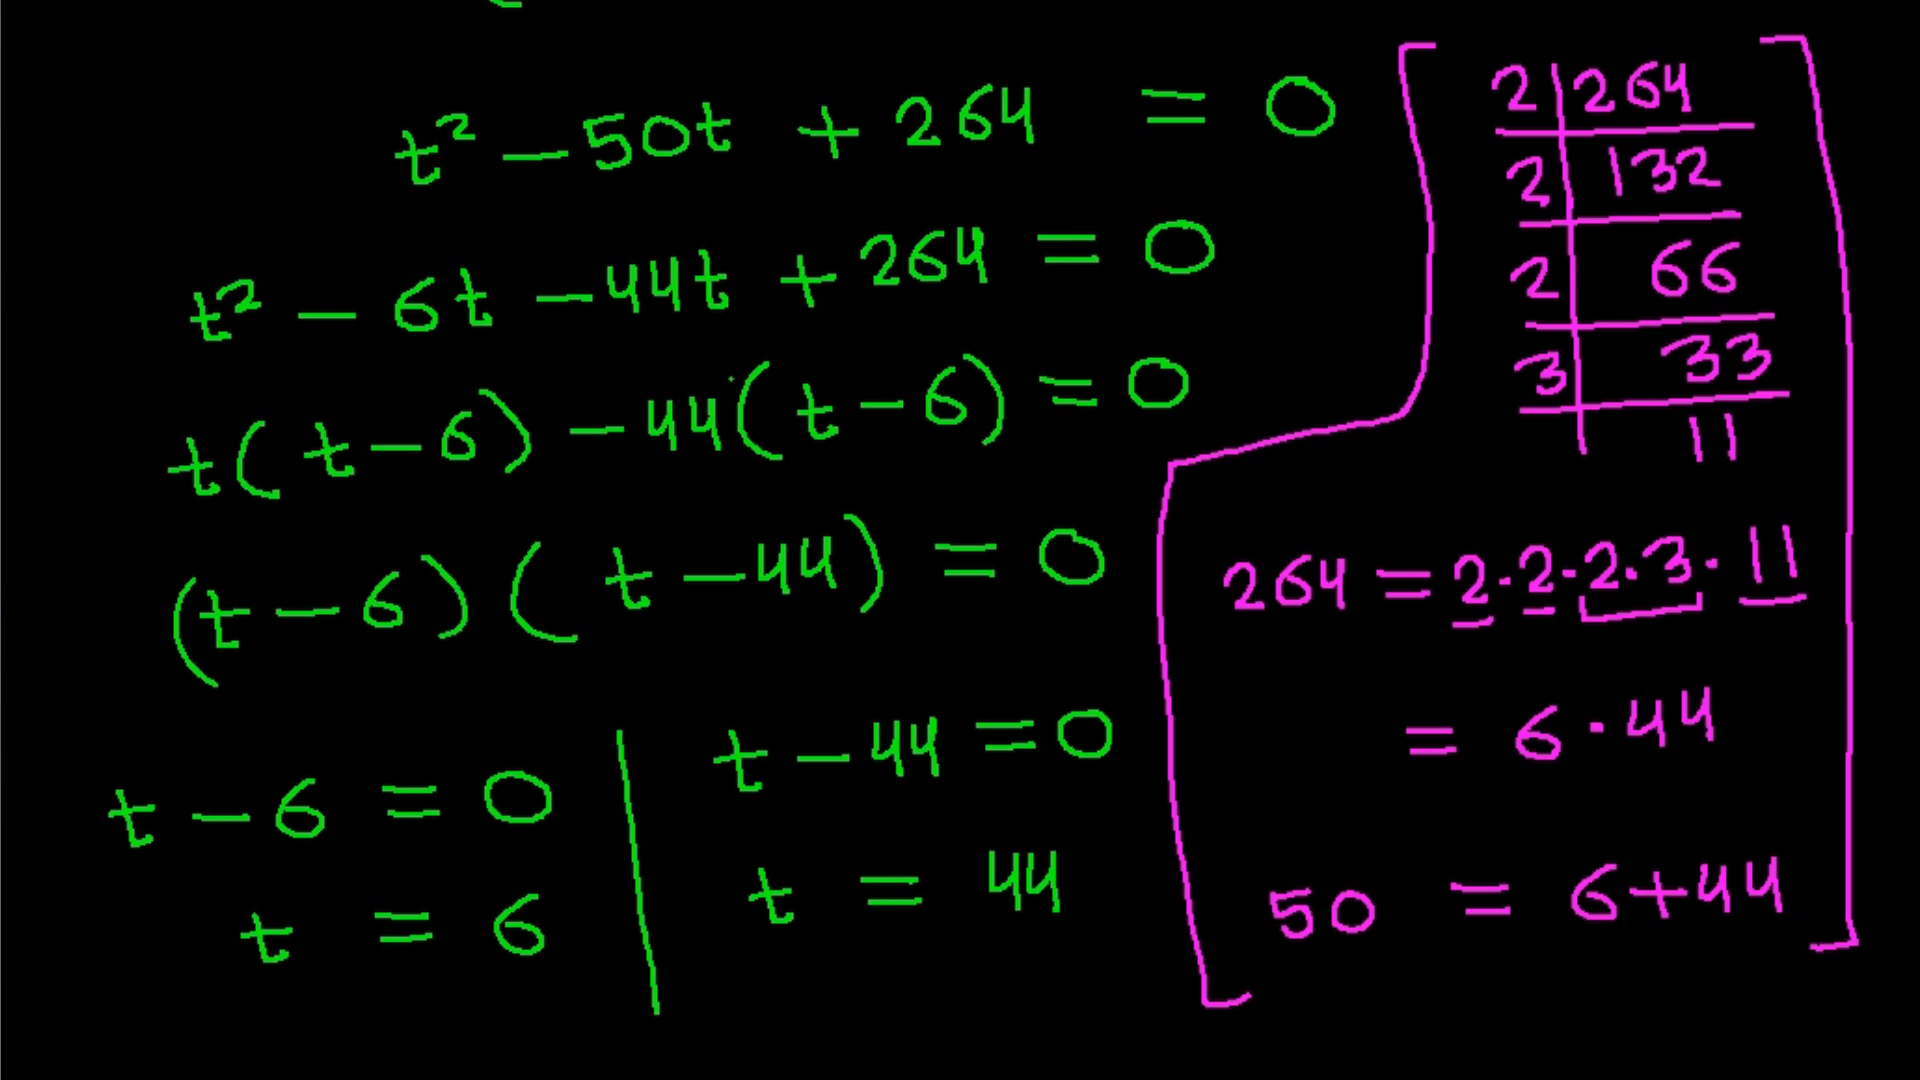 t² - 50t + 264 = 0
t² - 6t - 44t + 264 = 0
t(t - 6) - 44(t - 6) = 0
(t - 6)(t - 44) = 0
t - 6 = 0 | t - 44 = 0
t = 6 | t = 44
2 | 264
2 | 132
2 | 66
3 | 33
11
264 = 2·2·2·3·11
= 6·44
50 = 6+44